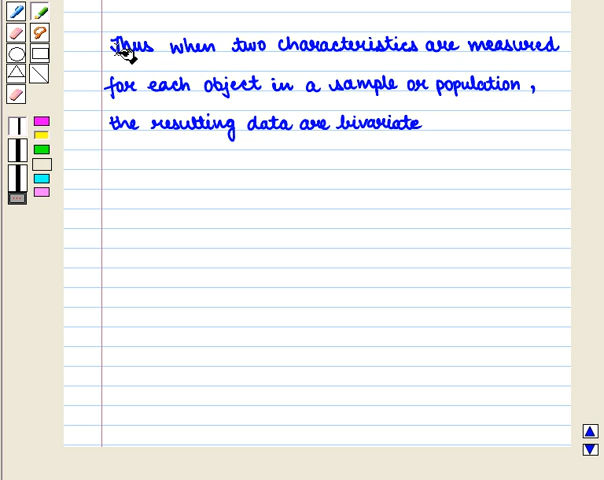 Thus when two characteristics are measured
for each object in a sample or population,
the resulting data are bivariate